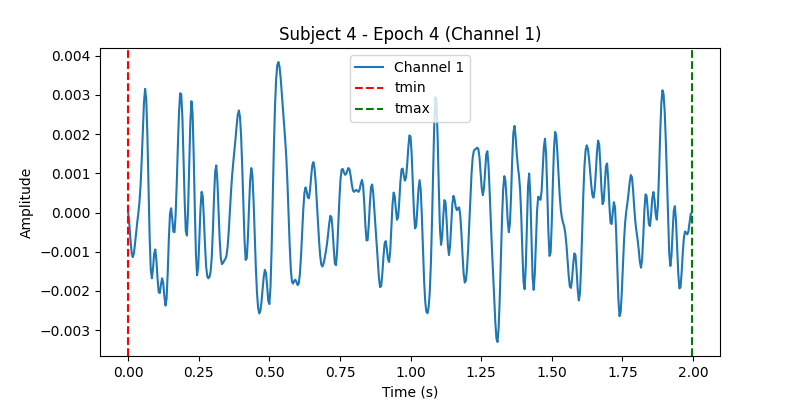 Subject 4 - Epoch 4 (Channel 1)
Channel 1
tmin
tmax
Amplitude
0.004
0.003
0.002
0.001
0.000
−0.001
−0.002
−0.003
0.00 0.25 0.50 0.75 1.00 1.25 1.50 1.75 2.00
Time (s)